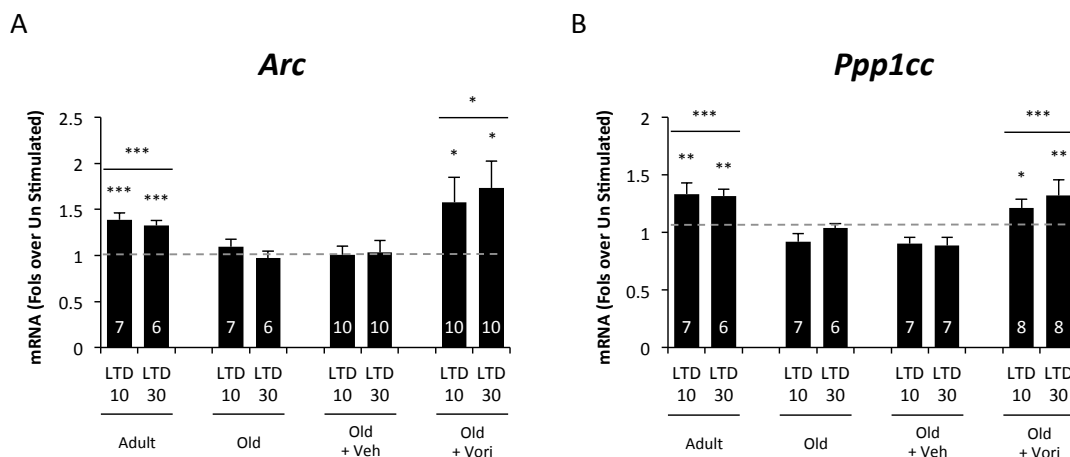 A
Arc
mRNA (Fols over Un Stimulated)
2.5
2
1.5
1
0.5
0
***
*** ***
*
* *
7 6 7 6 10 10 10 10
LTD LTD LTD LTD LTD LTD LTD LTD
10 30 10 30 10 30 10 30
Adult Old Old Old
+ Veh + Vori
B
Ppp1cc
mRNA (Fols over Un Stimulated)
2
1.5
1
0.5
0
***
** **
***
* **
7 6 7 6 7 7 8 8
LTD LTD LTD LTD LTD LTD LTD LTD
10 30 10 30 10 30 10 30
Adult Old Old Old
+ Veh + Vori